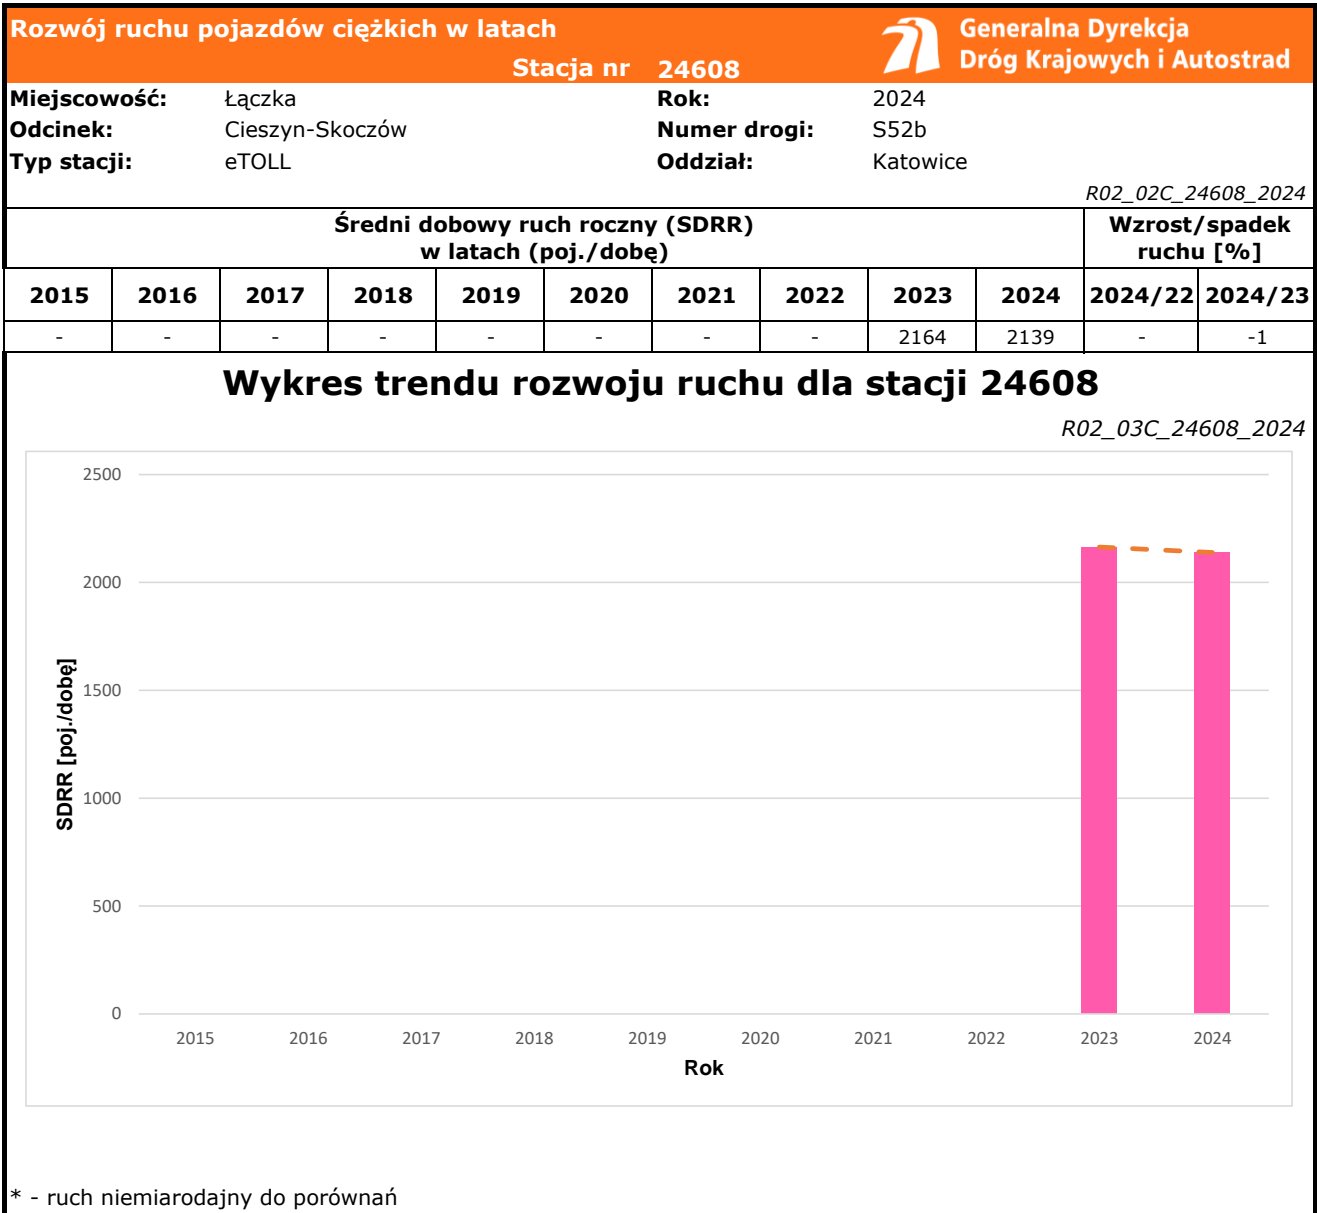 Rozwój ruchu pojazdów ciężkich w latach
Stacja nr 24608
Generalna Dyrekcja
Dróg Krajowych i Autostrad
Miejscowość: Łączka Rok: 2024
Odcinek: Cieszyn-Skoczów Numer drogi: S52b
Typ stacji: eTOLL Oddział: Katowice
R02_02C_24608_2024
Średni dobowy ruch roczny (SDRR)
w latach (poj./dobę)
Wzrost/spadek
ruchu [%]
2015 2016 2017 2018 2019 2020 2021 2022 2023 2024 2024/22 2024/23
- - - - - - - - 2164 2139 - -1
Wykres trendu rozwoju ruchu dla stacji 24608
R02_03C_24608_2024
2500
2000
1500
1000
500
0
SDRR [poj./dobę]
2015 2016 2017 2018 2019 2020 2021 2022 2023 2024
Rok
* - ruch niemiarodajny do porównań